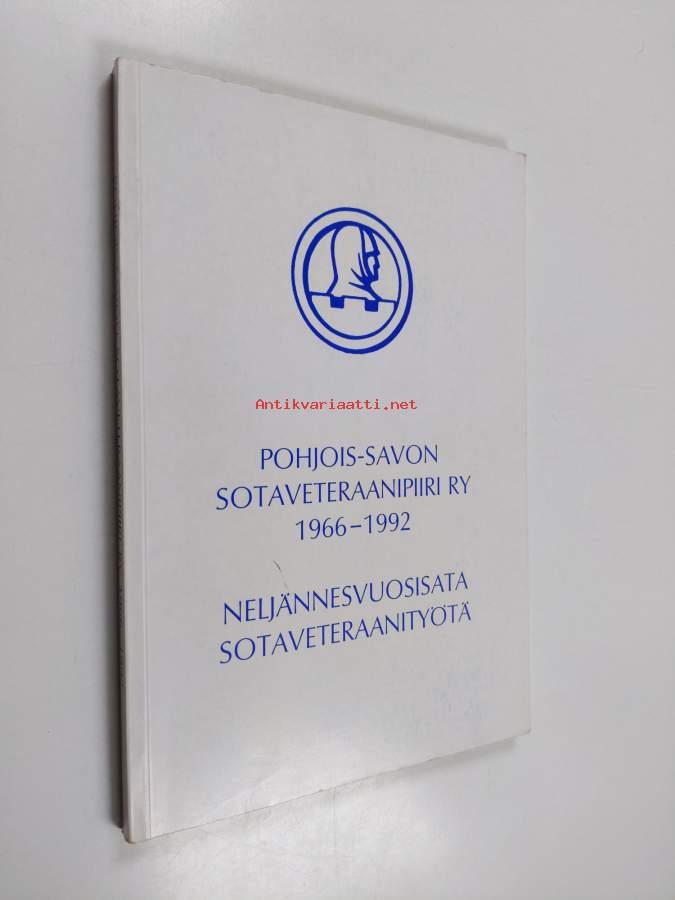 Antikvariaatti.net
POHJOIS-SAVON
SOTAVETERAANIPIIRI RY
1966–1992
NELJÄNNESVUOSISATA
SOTAVETERAANITYÖTÄ